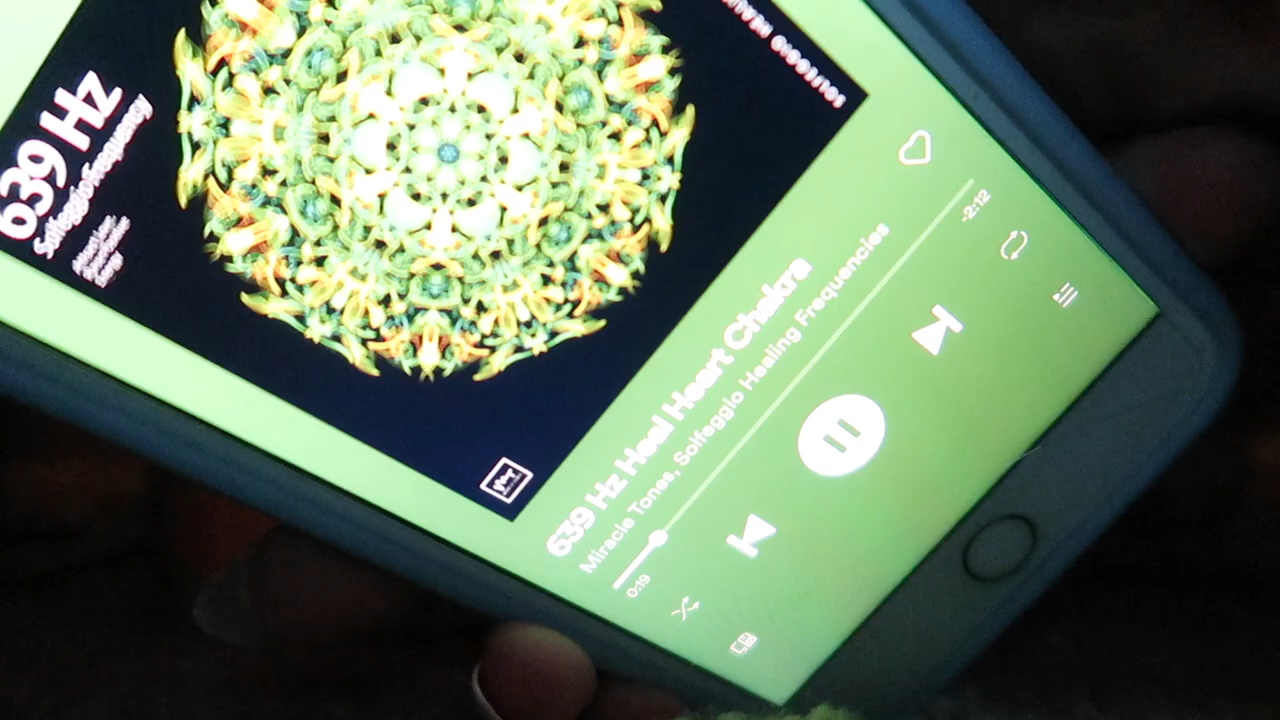 639 Hz
Solfeggio frequency
639 Hz Heal Heart Chakra
Miracle Tones, Solfeggio Healing Frequencies
0:19
-2:12